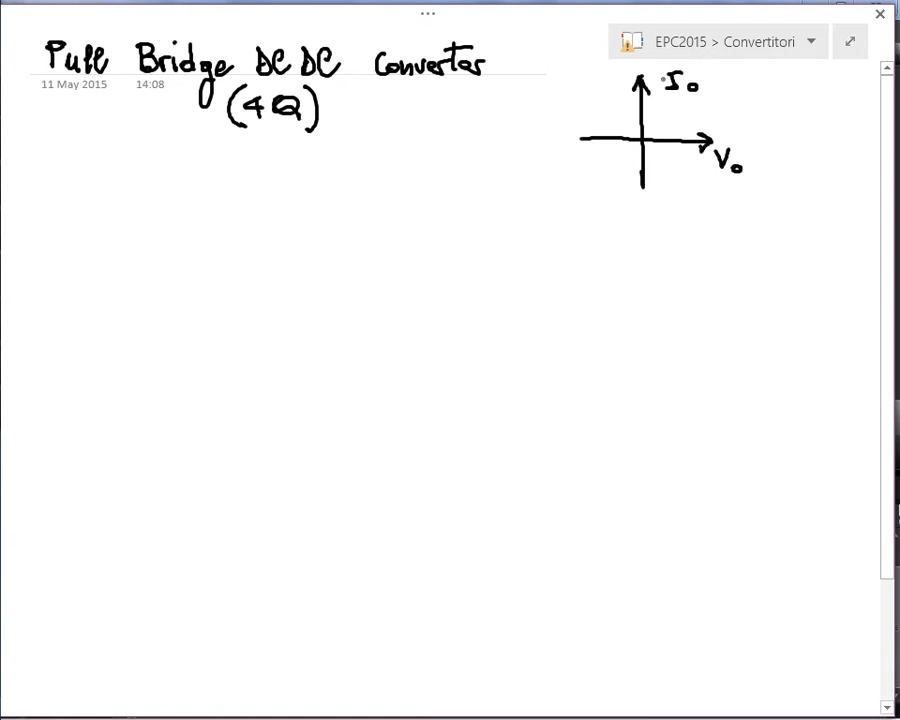 Full Bridge DC DC Converter
11 May 2015 14:08
(4Q)
EPC2015 > Convertitori
Io
Vo